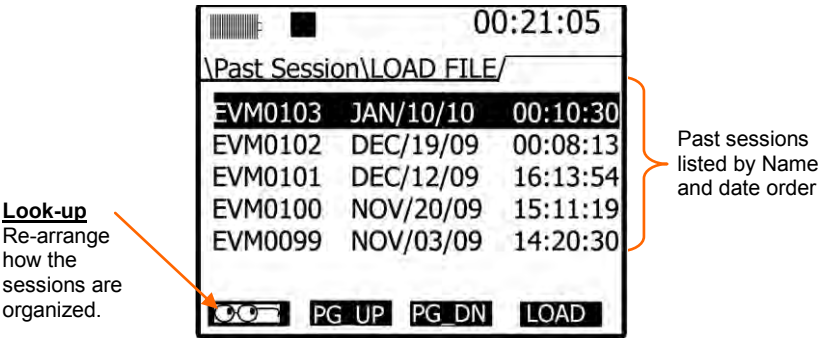 00:21:05
\Past Session\LOAD FILE/
EVM0103 JAN/10/10 00:10:30
EVM0102 DEC/19/09 00:08:13
EVM0101 DEC/12/09 16:13:54
EVM0100 NOV/20/09 15:11:19
EVM0099 NOV/03/09 14:20:30
PG UP PG_DN LOAD
Past sessions
listed by Name
and date order
Look-up
Re-arrange
how the
sessions are
organized.